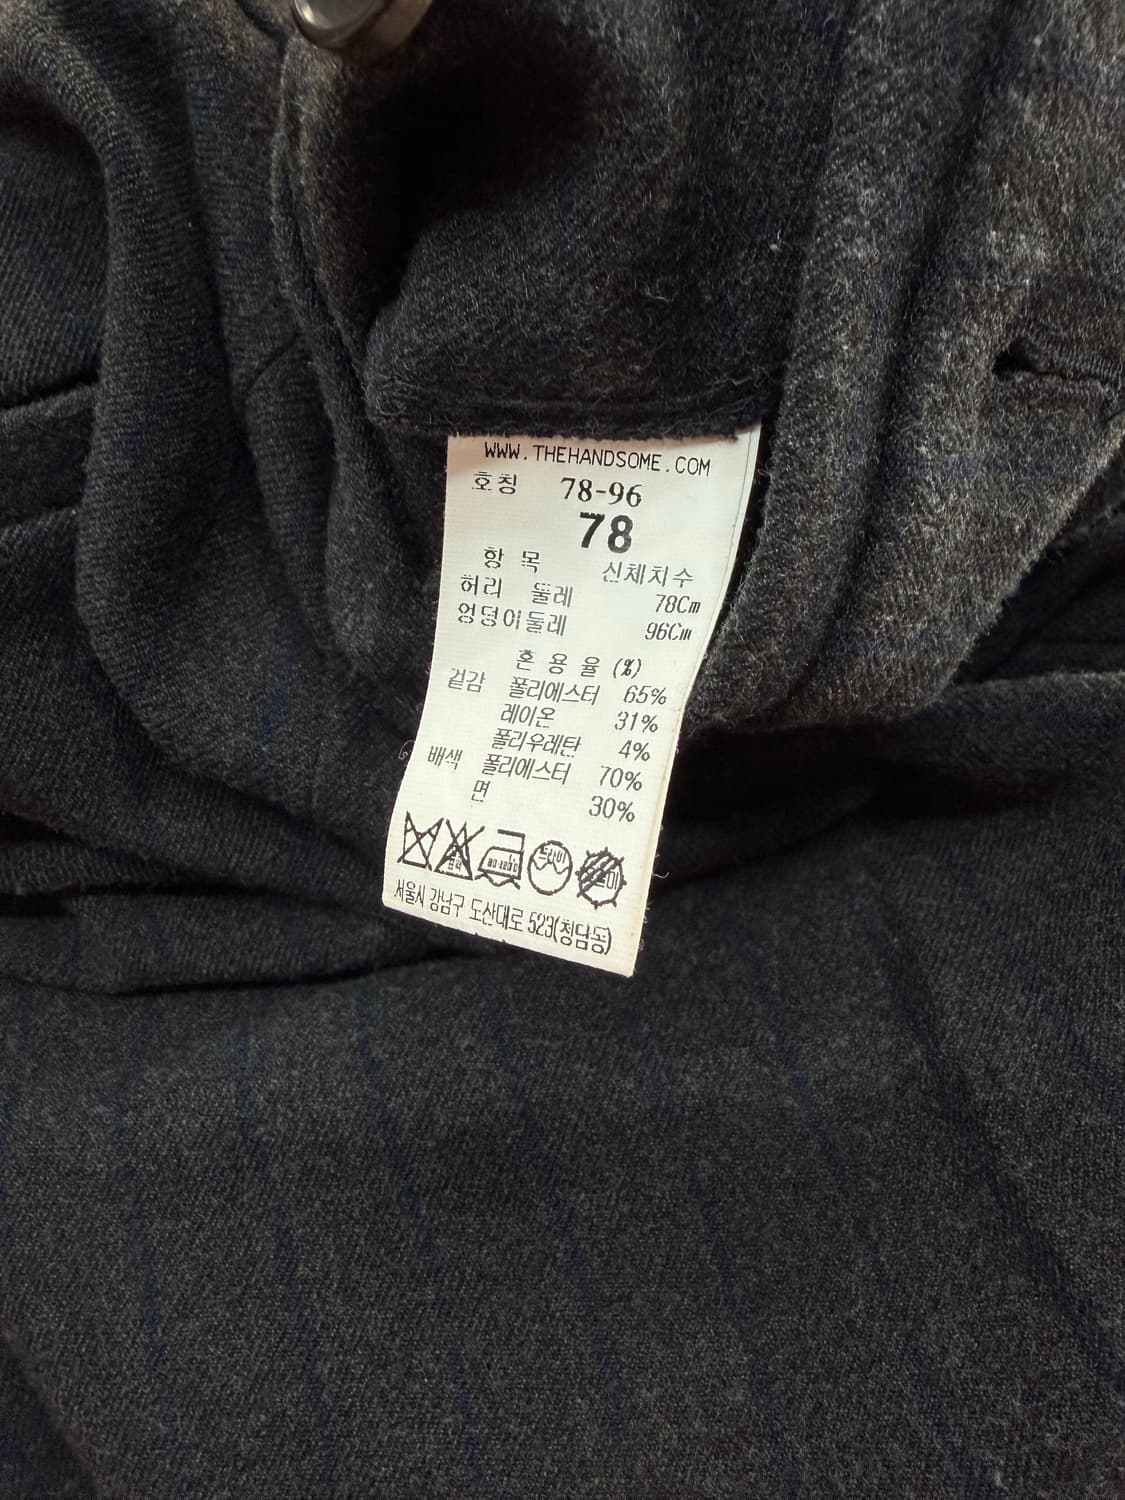 WWW.THEHANDSOME.COM
호칭 78-96
78
항 목 신체치수
허리 둘레 78Cm
엉덩이둘레 96Cm
혼 용 율 (%)
겉감 폴리에스터 65%
레이온 31%
폴리우레탄 4%
배색 폴리에스터 70%
면 30%
드라이
서울시 강남구 도산대로 523(청담동)